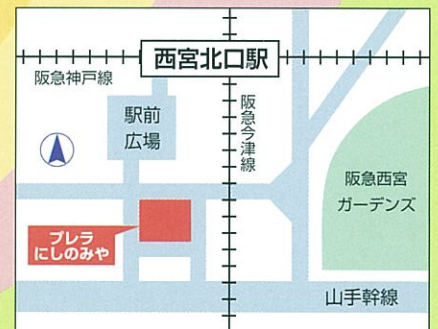 西宮北口駅
阪急神戸線
駅前
広場
阪急今津線
阪急西宮
ガーデンズ
プレラ
にしのみや
山手幹線